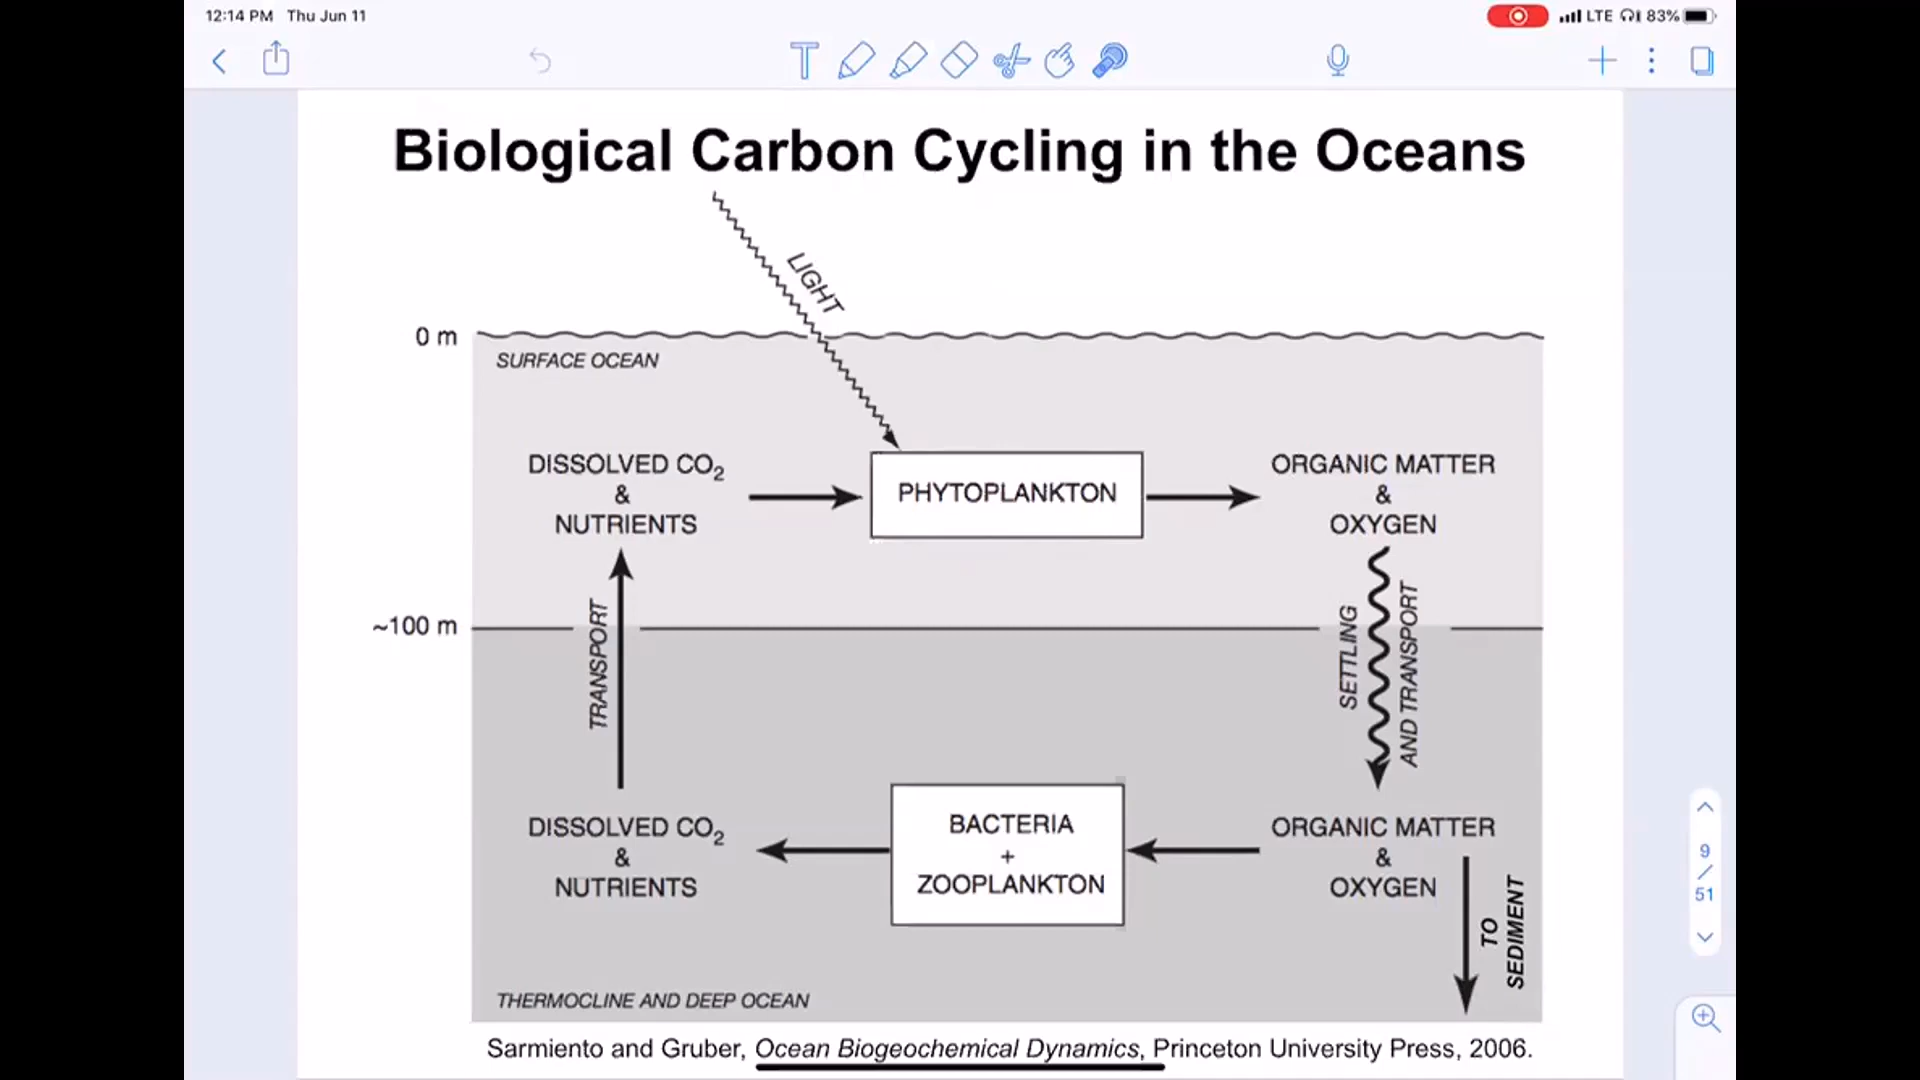 12:14 PM Thu Jun 11
LTE 83%
T
Biological Carbon Cycling in the Oceans
LIGHT
0 m
SURFACE OCEAN
DISSOLVED CO₂
&
NUTRIENTS
PHYTOPLANKTON
ORGANIC MATTER
&
OXYGEN
~100 m
TRANSPORT
SETTLING
AND TRANSPORT
DISSOLVED CO₂
&
NUTRIENTS
BACTERIA
+
ZOOPLANKTON
ORGANIC MATTER
&
OXYGEN
TO
SEDIMENT
9
/
51
THERMOCLINE AND DEEP OCEAN
Sarmiento and Gruber, Ocean Biogeochemical Dynamics, Princeton University Press, 2006.